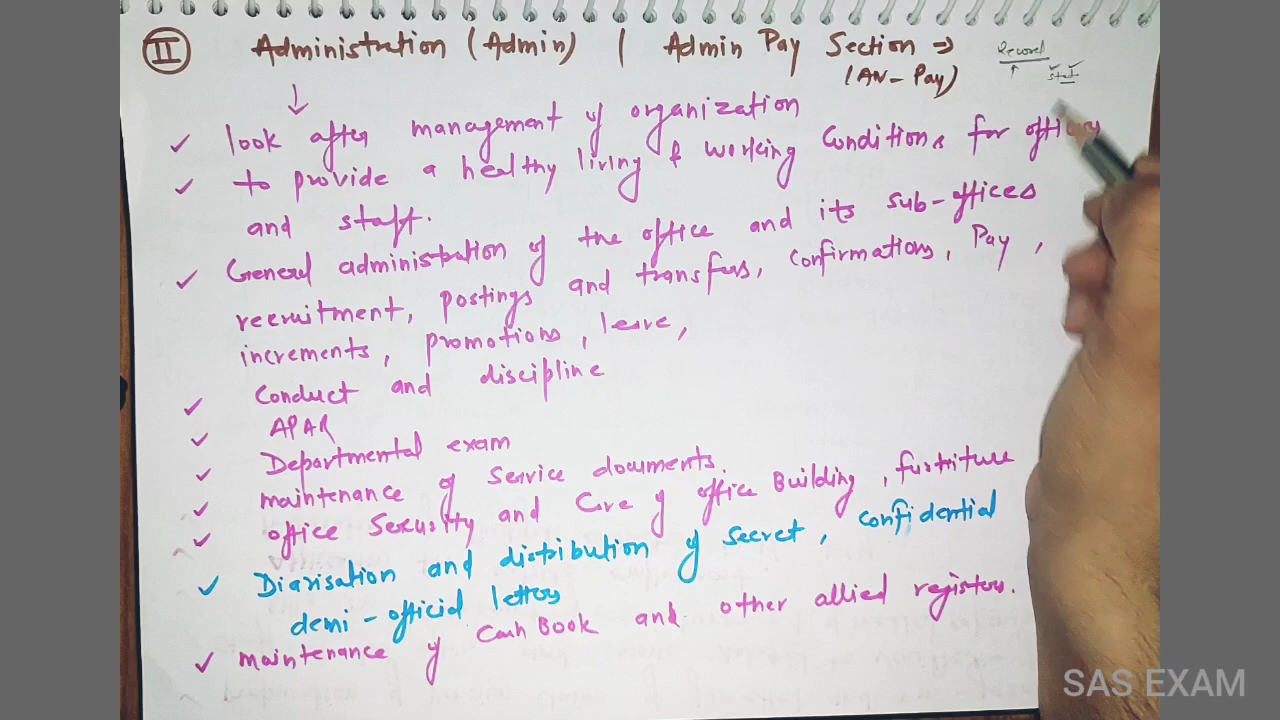 II Administration (Admin) | Admin Pay Section ⇒
(AN-Pay)
Record
staff
↓
✓ look after management of organization
✓ to provide a healthy living & working Conditions for officers
and staff.
✓ General administration of the office and its sub-offices
recruitment, postings and transfers, confirmations, Pay,
increments, promotions, leave,
✓ Conduct and discipline
✓ APAR
✓ Departmental exam
✓ maintenance of service documents.
✓ office Security and Care of office Building, furniture
✓ Diarisation and distribution of secret, confidential
demi-official letters
✓ maintenance of Cash Book and other allied registers.
SAS EXAM